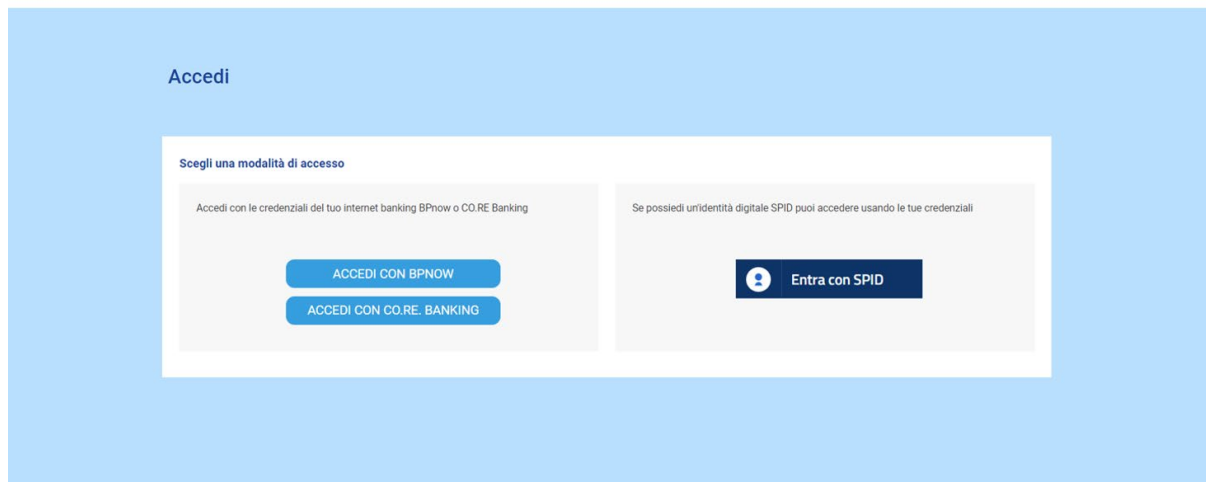 Accedi
Scegli una modalità di accesso
Accedi con le credenziali del tuo internet banking BPnow o CO.RE Banking
ACCEDI CON BPNOW
ACCEDI CON CO.RE. BANKING
Se possiedi un'identità digitale SPID puoi accedere usando le tue credenziali
Entra con SPID